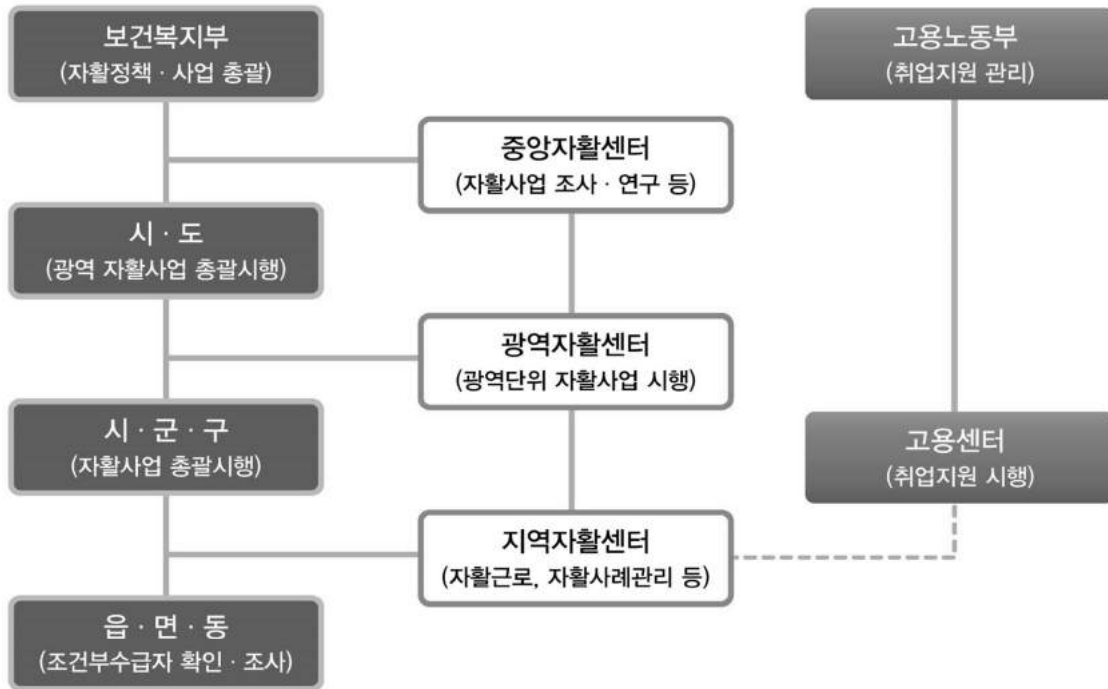 보건복지부
(자활정책 · 사업 총괄)
고용노동부
(취업지원 관리)
중앙자활센터
(자활사업 조사 · 연구 등)
시 · 도
(광역 자활사업 총괄시행)
광역자활센터
(광역단위 자활사업 시행)
시 · 군 · 구
(자활사업 총괄시행)
고용센터
(취업지원 시행)
지역자활센터
(자활근로, 자활사례관리 등)
읍 · 면 · 동
(조건부수급자 확인 · 조사)